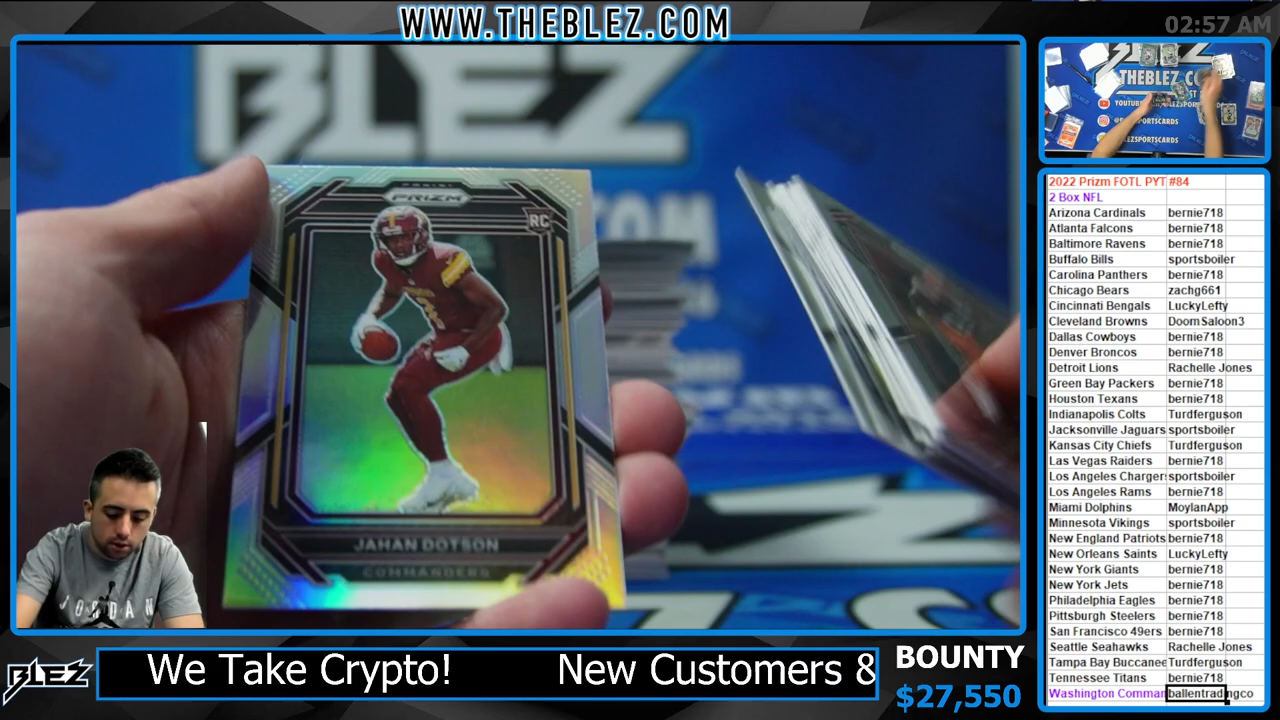 WWW.THEBLEZ.COM
02:57 AM
BLEZ
PANINI
PRIZM
RC
JAHAN DOTSON
COMMANDERS
THEBLEZ.CO
2022 Prizm FOTL PYT #84
2 Box NFL
Arizona Cardinals bernie718
Atlanta Falcons bernie718
Baltimore Ravens bernie718
Buffalo Bills sportsboiler
Carolina Panthers bernie718
Chicago Bears zachg661
Cincinnati Bengals LuckyLefty
Cleveland Browns DoomSaloon3
Dallas Cowboys bernie718
Denver Broncos bernie718
Detroit Lions Rachelle Jones
Green Bay Packers bernie718
Houston Texans bernie718
Indianapolis Colts Turdferguson
Jacksonville Jaguars sportsboiler
Kansas City Chiefs Turdferguson
Las Vegas Raiders bernie718
Los Angeles Chargers sportsboiler
Los Angeles Rams bernie718
Miami Dolphins MoylanApp
Minnesota Vikings sportsboiler
New England Patriots bernie718
New Orleans Saints LuckyLefty
New York Giants bernie718
New York Jets bernie718
Philadelphia Eagles bernie718
Pittsburgh Steelers bernie718
San Francisco 49ers bernie718
Seattle Seahawks Rachelle Jones
Tampa Bay Buccanee Turdferguson
Tennessee Titans bernie718
Washington Comman ballentradingco
JORDAN
BLEZ
We Take Crypto! New Customers &
BOUNTY
$27,550